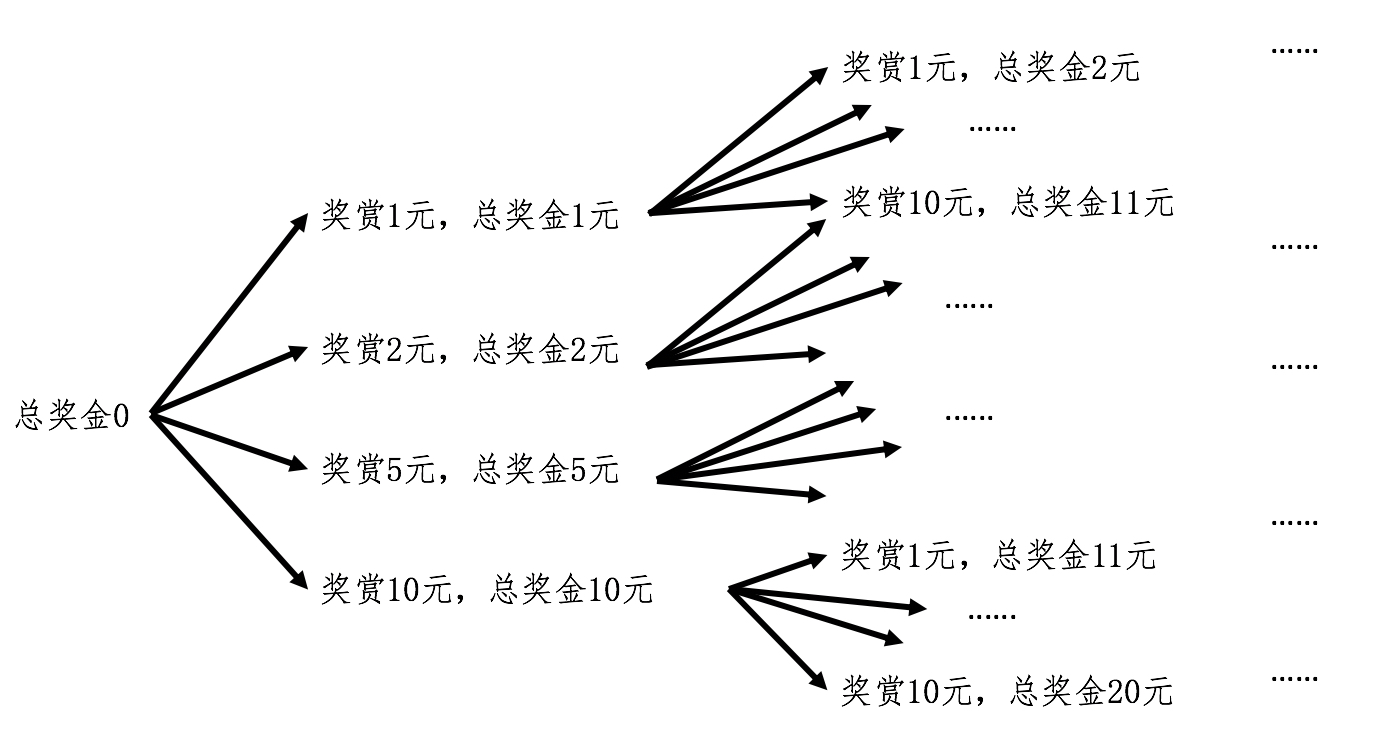 总奖金0
奖赏1元，总奖金1元
奖赏2元，总奖金2元
奖赏5元，总奖金5元
奖赏10元，总奖金10元
奖赏1元，总奖金2元
……
奖赏10元，总奖金11元
……
……
奖赏1元，总奖金11元
……
奖赏10元，总奖金20元
……
……
……
……
……